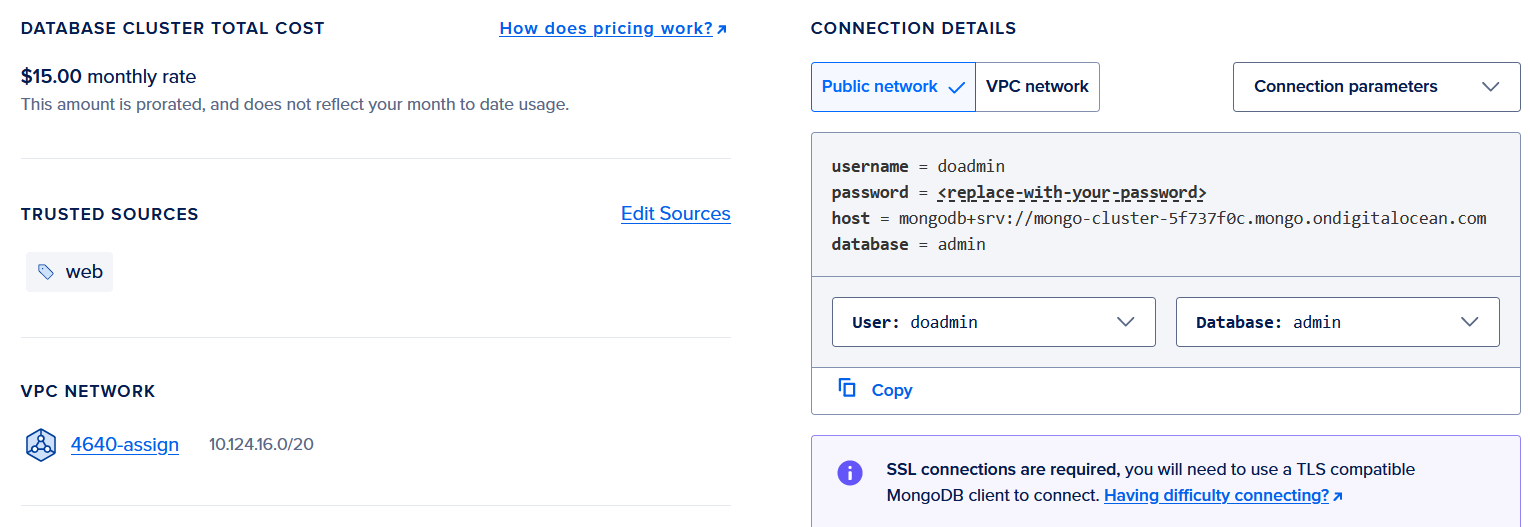 DATABASE CLUSTER TOTAL COST
How does pricing work?
$15.00 monthly rate
This amount is prorated, and does not reflect your month to date usage.
TRUSTED SOURCES
Edit Sources
web
VPC NETWORK
4640-assign 10.124.16.0/20
CONNECTION DETAILS
Public network
VPC network
Connection parameters
username = doadmin
password = <replace-with-your-password>
host = mongodb+srv://mongo-cluster-5f737f0c.mongo.ondigitalocean.com
database = admin
User: doadmin
Database: admin
Copy
SSL connections are required, you will need to use a TLS compatible
MongoDB client to connect. Having difficulty connecting?